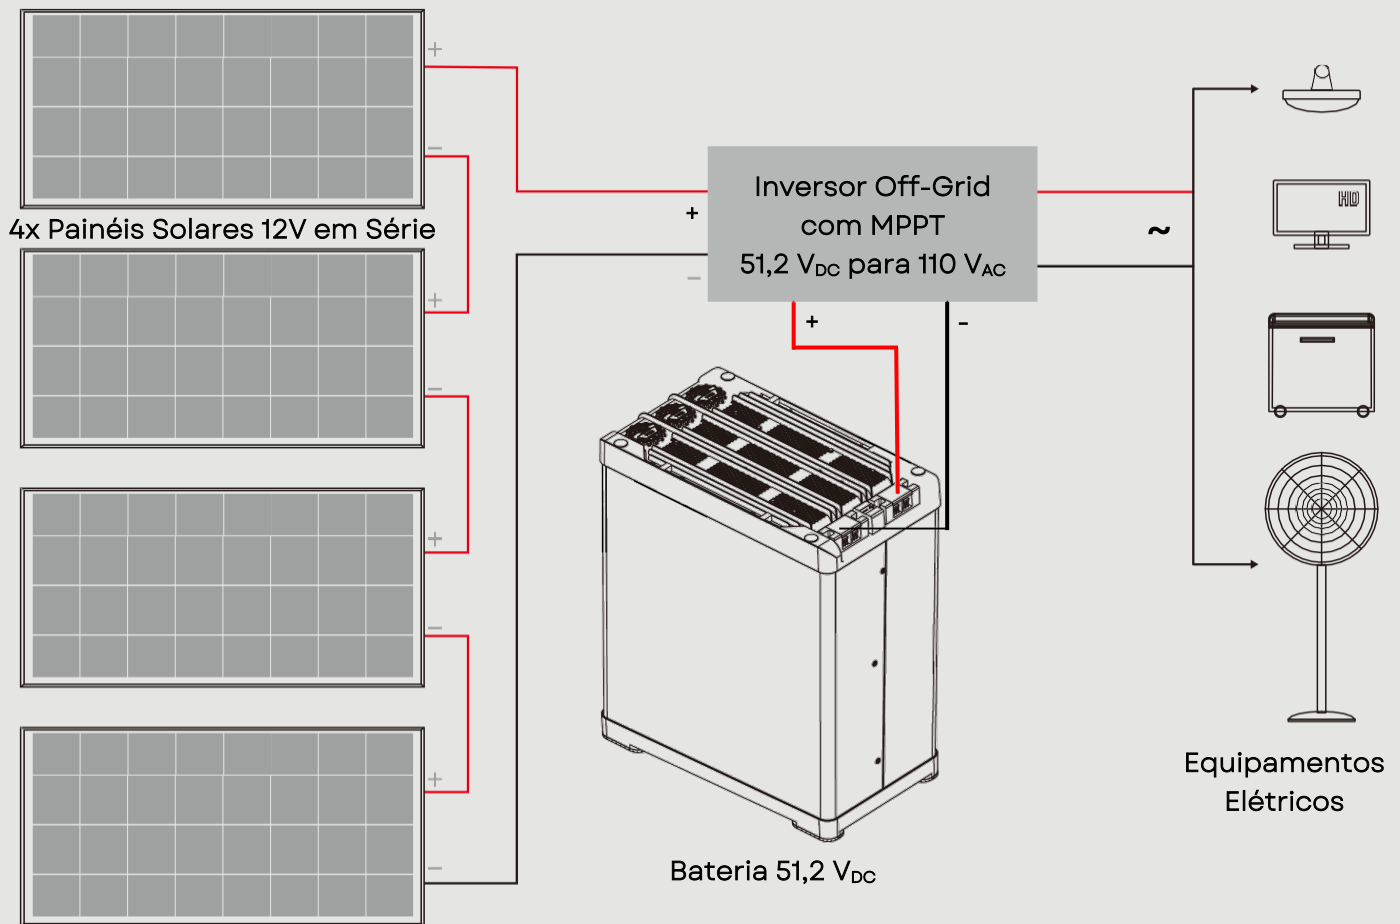 +
−
4x Painéis Solares 12V em Série
+
−
+
−
+
−
Inversor Off-Grid
com MPPT
51,2 VDC para 110 VAC
+
−
+
-
~
HD
Bateria 51,2 VDC
Equipamentos
Elétricos